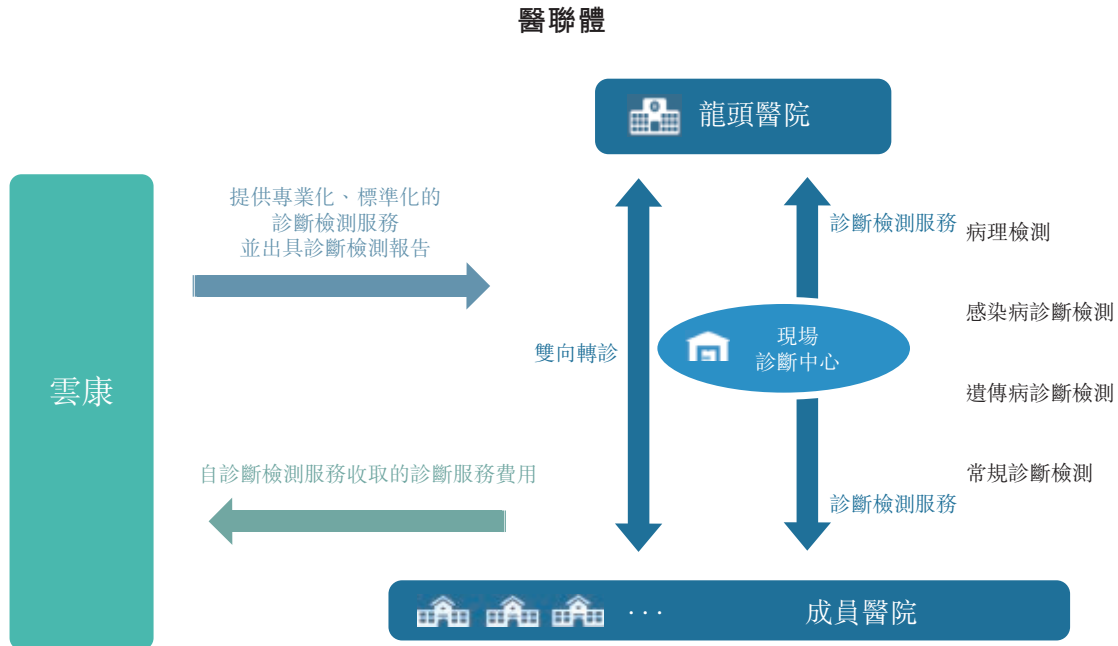 醫聯體
龍頭醫院
提供專業化、標準化的
診斷檢測服務
並出具診斷檢測報告
診斷檢測服務
病理檢測
感染病診斷檢測
現場
診斷中心
雙向轉診
雲康
遺傳病診斷檢測
自診斷檢測服務收取的診斷服務費用
常規診斷檢測
診斷檢測服務
... 成員醫院